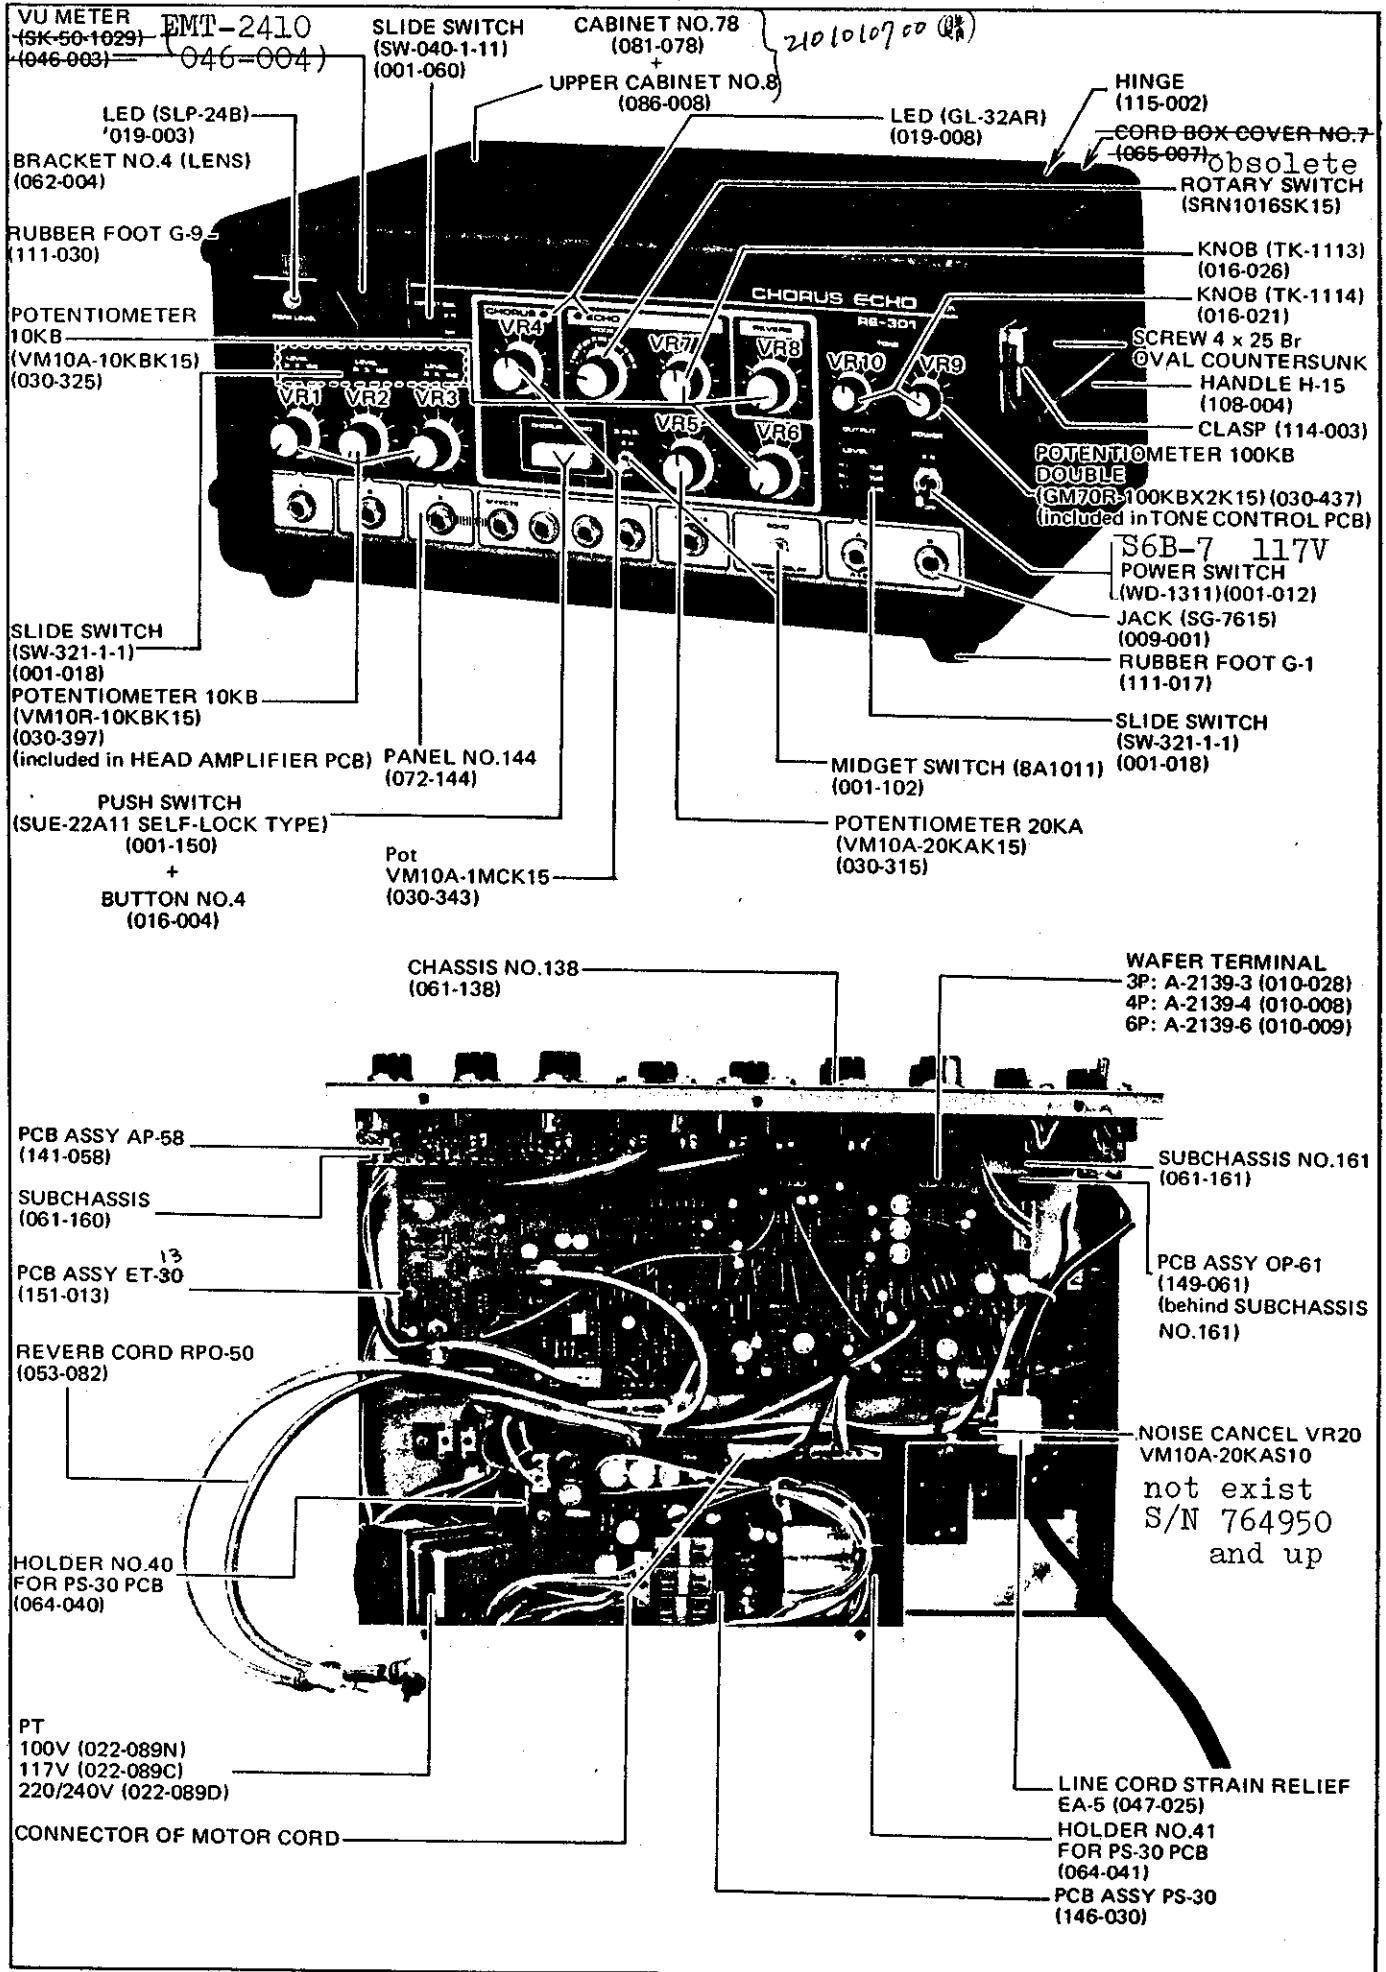 VU METER
(SK-50-1029)
(046-003)
EMT-2410
(046-004)
SLIDE SWITCH
(SW-040-1-11)
(001-060)
CABINET NO.78
(081-078)
+
UPPER CABINET NO.8
(086-008)
2101010700
LED (SLP-24B)
(019-003)
BRACKET NO.4 (LENS)
(062-004)
RUBBER FOOT G-9
(111-030)
POTENTIOMETER
10KB
(VM10A-10KBK15)
(030-325)
LED (GL-32AR)
(019-008)
HINGE
(115-002)
CORD BOX COVER NO.7
(065-007)
obsolete
ROTARY SWITCH
(SRN1016SK15)
KNOB (TK-1113)
(016-026)
KNOB (TK-1114)
(016-021)
SCREW 4 x 25 Br
OVAL COUNTERSUNK
HANDLE H-15
(108-004)
CLASP (114-003)
POTENTIOMETER 100KB
DOUBLE
(GM70R-100KBX2K15) (030-437)
(included in TONE CONTROL PCB)
S6B-7 117V
POWER SWITCH
(WD-1311)(001-012)
JACK (SG-7615)
(009-001)
RUBBER FOOT G-1
(111-017)
SLIDE SWITCH
(SW-321-1-1)
(001-018)
CHORUS ECHO
RE-301
CHORUS
ECHO
REVERB
PEAK LEVEL
LEVEL
LEVEL
LEVEL
VR1
VR2
VR3
VR4
VR7
VR8
VR10
VR9
VR5
VR6
TONE
OUTPUT
LEVEL
POWER
ECHO
SLIDE SWITCH
(SW-321-1-1)
(001-018)
POTENTIOMETER 10KB
(VM10R-10KBK15)
(030-397)
(included in HEAD AMPLIFIER PCB)
PANEL NO.144
(072-144)
MIDGET SWITCH (8A1011)
(001-102)
PUSH SWITCH
(SUE-22A11 SELF-LOCK TYPE)
(001-150)
+
BUTTON NO.4
(016-004)
Pot
VM10A-1MCK15
(030-343)
POTENTIOMETER 20KA
(VM10A-20KAK15)
(030-315)
CHASSIS NO.138
(061-138)
WAFER TERMINAL
3P: A-2139-3 (010-028)
4P: A-2139-4 (010-008)
6P: A-2139-6 (010-009)
PCB ASSY AP-58
(141-058)
SUBCHASSIS
(061-160)
13
PCB ASSY ET-30
(151-013)
REVERB CORD RPO-50
(053-082)
SUBCHASSIS NO.161
(061-161)
PCB ASSY OP-61
(149-061)
(behind SUBCHASSIS
NO.161)
NOISE CANCEL VR20
VM10A-20KAS10
not exist
S/N 764950
and up
HOLDER NO.40
FOR PS-30 PCB
(064-040)
PT
100V (022-089N)
117V (022-089C)
220/240V (022-089D)
CONNECTOR OF MOTOR CORD
LINE CORD STRAIN RELIEF
EA-5 (047-025)
HOLDER NO.41
FOR PS-30 PCB
(064-041)
PCB ASSY PS-30
(146-030)